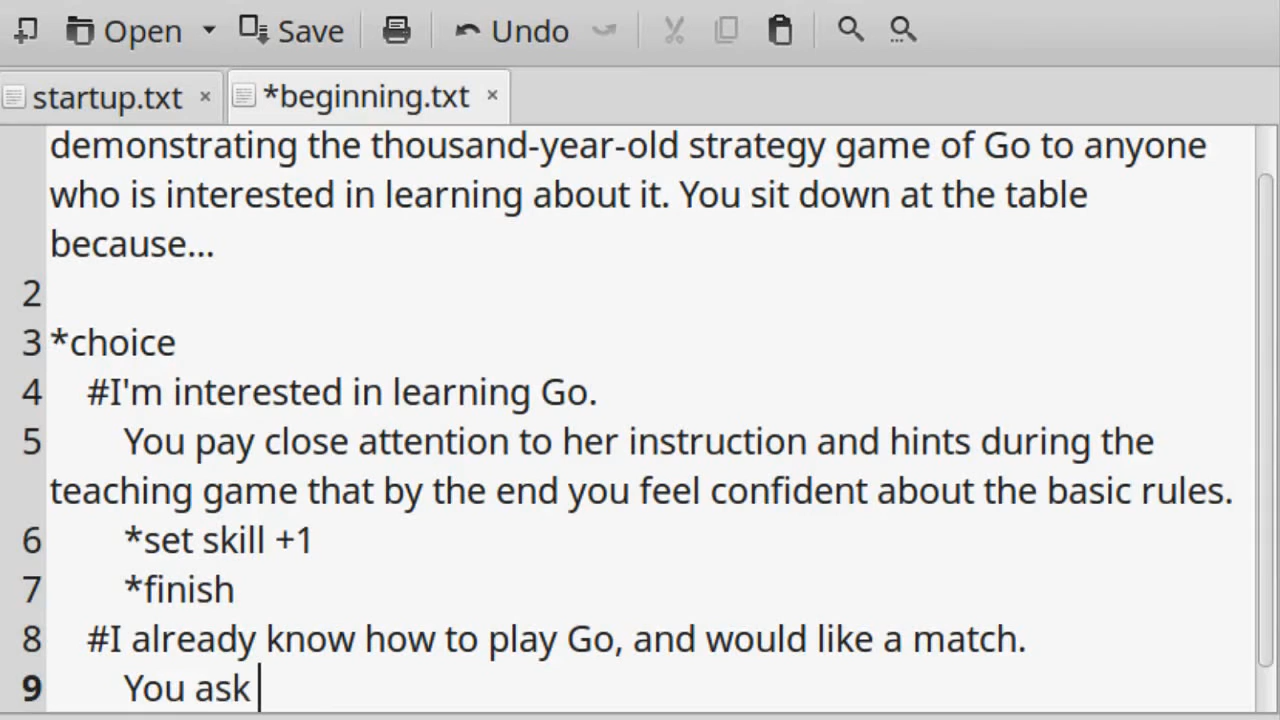 Open Save Undo
startup.txt × *beginning.txt ×
demonstrating the thousand-year-old strategy game of Go to anyone
who is interested in learning about it. You sit down at the table
because...
2
3 *choice
4 #I'm interested in learning Go.
5 You pay close attention to her instruction and hints during the
teaching game that by the end you feel confident about the basic rules.
6 *set skill +1
7 *finish
8 #I already know how to play Go, and would like a match.
9 You ask